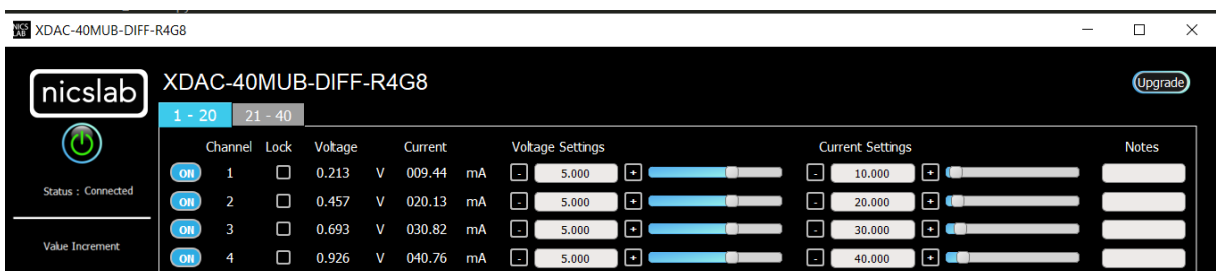 NICS LAB XDAC-40MUB-DIFF-R4G8
nicslab XDAC-40MUB-DIFF-R4G8 Upgrade
1 - 20 21 - 40
Channel Lock Voltage Current Voltage Settings Current Settings Notes
ON 1 0.213 V 009.44 mA - 5.000 + - 10.000 +
Status : Connected
ON 2 0.457 V 020.13 mA - 5.000 + - 20.000 +
ON 3 0.693 V 030.82 mA - 5.000 + - 30.000 +
Value Increment
ON 4 0.926 V 040.76 mA - 5.000 + - 40.000 +